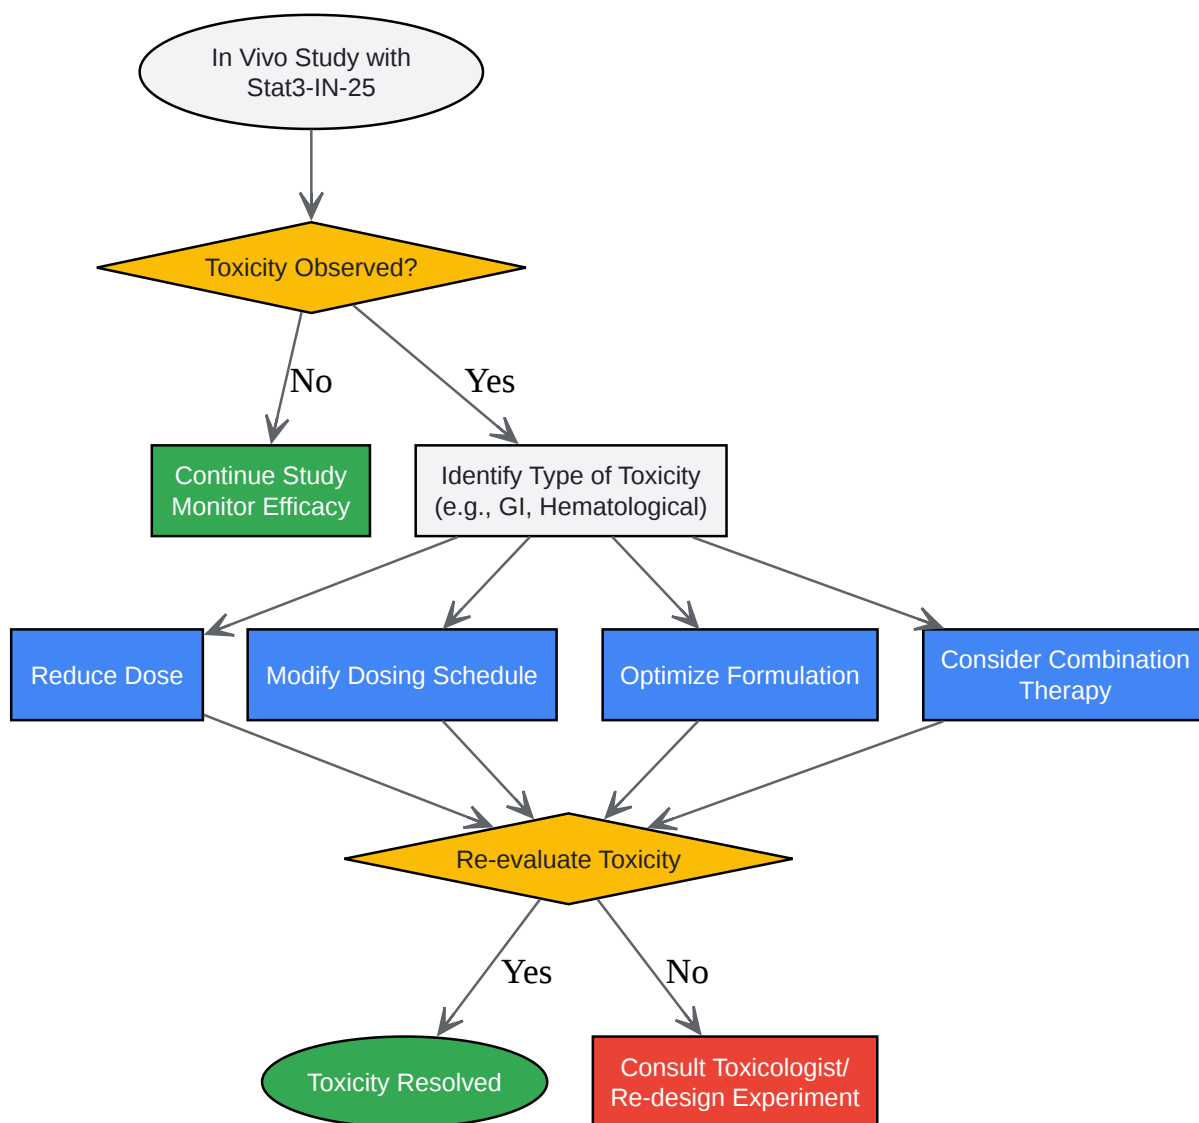 In Vivo Study with
Stat3-IN-25
Toxicity Observed?
No
Yes
Continue Study
Monitor Efficacy
Identify Type of Toxicity
(e.g., GI, Hematological)
Reduce Dose
Modify Dosing Schedule
Optimize Formulation
Consider Combination
Therapy
Re-evaluate Toxicity
Yes
No
Toxicity Resolved
Consult Toxicologist/
Re-design Experiment